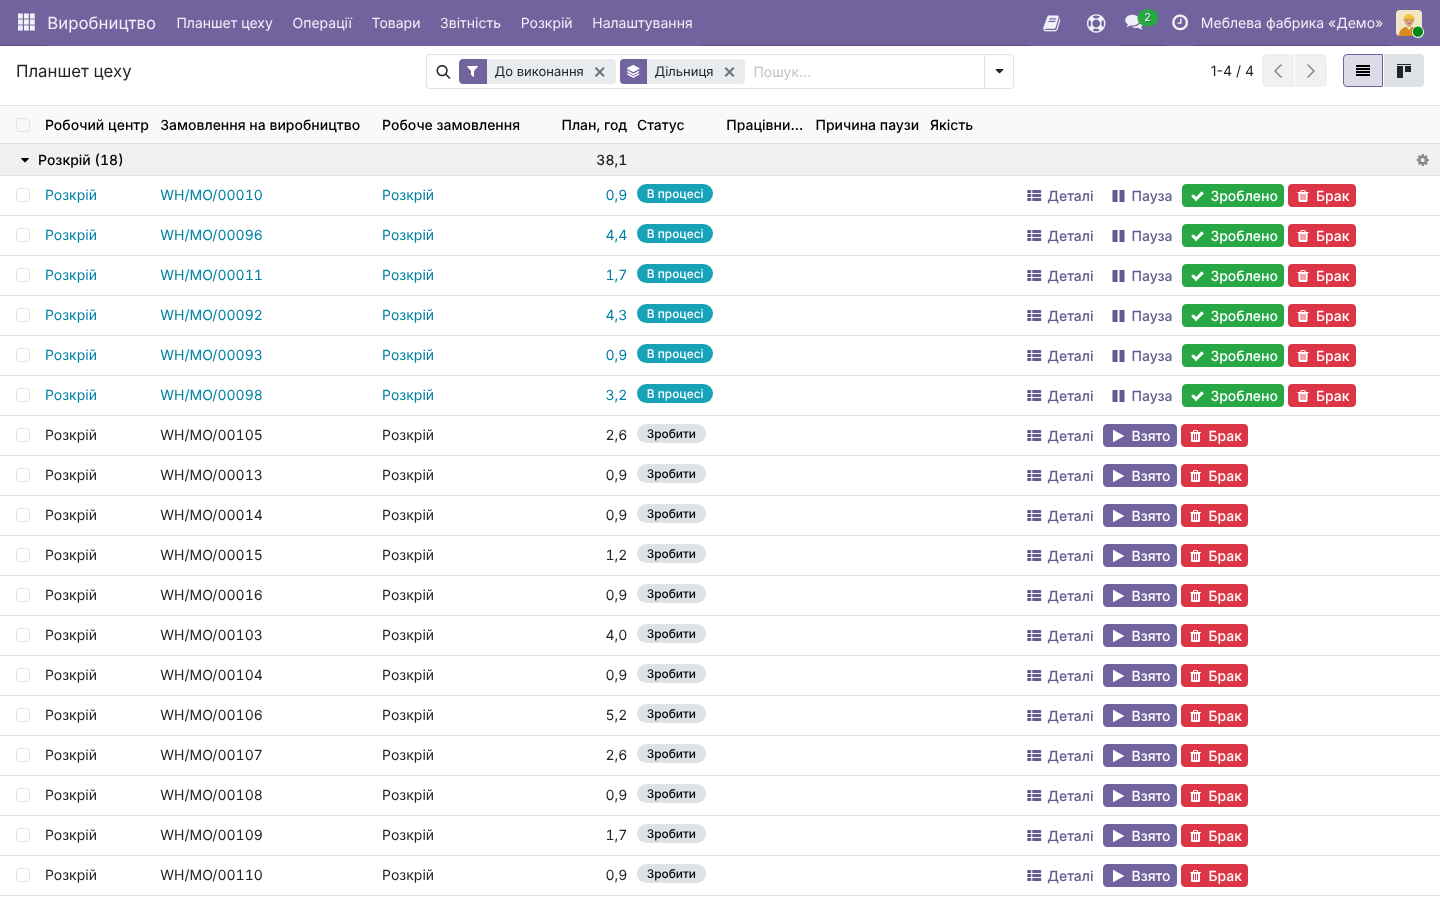 Виробництво Планшет цеху Операції Товари Звітність Розкрій Налаштування 2 Меблева фабрика «Демо»
Планшет цеху До виконання Дільниця Пошук... 1-4 / 4
Робочий центр Замовлення на виробництво Робоче замовлення План, год Статус Працівни... Причина паузи Якість
Розкрій (18) 38,1
Розкрій WH/MO/00010 Розкрій 0,9 В процесі Деталі Пауза Зроблено Брак
Розкрій WH/MO/00096 Розкрій 4,4 В процесі Деталі Пауза Зроблено Брак
Розкрій WH/MO/00011 Розкрій 1,7 В процесі Деталі Пауза Зроблено Брак
Розкрій WH/MO/00092 Розкрій 4,3 В процесі Деталі Пауза Зроблено Брак
Розкрій WH/MO/00093 Розкрій 0,9 В процесі Деталі Пауза Зроблено Брак
Розкрій WH/MO/00098 Розкрій 3,2 В процесі Деталі Пауза Зроблено Брак
Розкрій WH/MO/00105 Розкрій 2,6 Зробити Деталі Взято Брак
Розкрій WH/MO/00013 Розкрій 0,9 Зробити Деталі Взято Брак
Розкрій WH/MO/00014 Розкрій 0,9 Зробити Деталі Взято Брак
Розкрій WH/MO/00015 Розкрій 1,2 Зробити Деталі Взято Брак
Розкрій WH/MO/00016 Розкрій 0,9 Зробити Деталі Взято Брак
Розкрій WH/MO/00103 Розкрій 4,0 Зробити Деталі Взято Брак
Розкрій WH/MO/00104 Розкрій 0,9 Зробити Деталі Взято Брак
Розкрій WH/MO/00106 Розкрій 5,2 Зробити Деталі Взято Брак
Розкрій WH/MO/00107 Розкрій 2,6 Зробити Деталі Взято Брак
Розкрій WH/MO/00108 Розкрій 0,9 Зробити Деталі Взято Брак
Розкрій WH/MO/00109 Розкрій 1,7 Зробити Деталі Взято Брак
Розкрій WH/MO/00110 Розкрій 0,9 Зробити Деталі Взято Брак